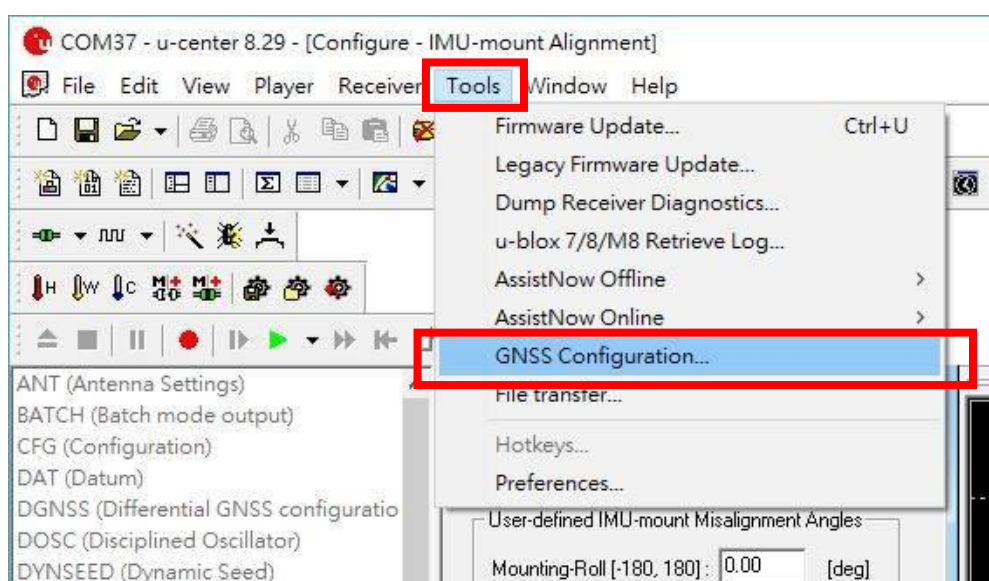 COM37 - u-center 8.29 - [Configure - IMU-mount Alignment]
File Edit View Player Receiver Tools Window Help
Firmware Update... Ctrl+U
Legacy Firmware Update...
Dump Receiver Diagnostics...
u-blox 7/8/M8 Retrieve Log...
H W C
AssistNow Offline >
AssistNow Online >
GNSS Configuration...
File transfer...
Hotkeys...
Preferences...
ANT (Antenna Settings)
BATCH (Batch mode output)
CFG (Configuration)
DAT (Datum)
DGNSS (Differential GNSS configuratio
DOSC (Disciplined Oscillator)
DYNSEED (Dynamic Seed)
User-defined IMU-mount Misalignment Angles
Mounting-Roll [-180, 180] : 0.00 [deg]